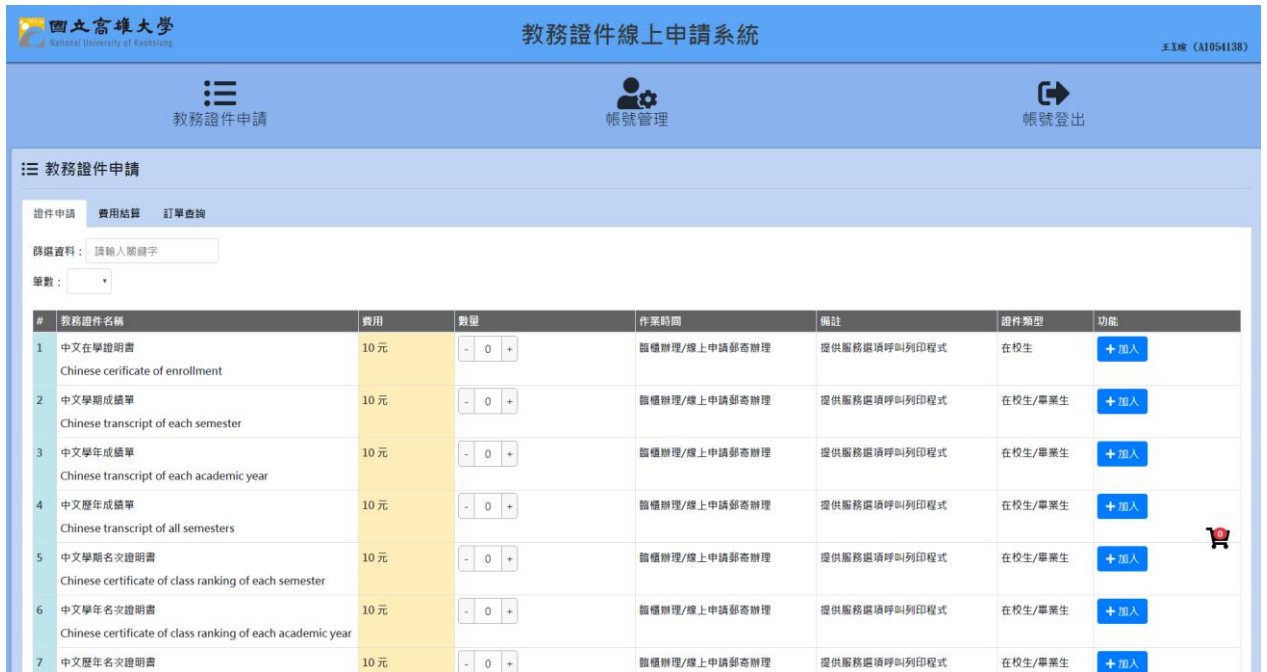 國立高雄大學
National University of Kaohsiung
教務證件線上申請系統
王X瑄 (A1054138)
教務證件申請
帳號管理
帳號登出
教務證件申請
證件申請 費用結算 訂單查詢
篩選資料： 請輸入關鍵字
筆數：
# 教務證件名稱 費用 數量 作業時間 備註 證件類型 功能
1 中文在學證明書 10 元 - 0 + 臨櫃辦理/線上申請郵寄辦理 提供服務選項呼叫列印程式 在校生 + 加入
Chinese cerificate of enrollment
2 中文學期成績單 10 元 - 0 + 臨櫃辦理/線上申請郵寄辦理 提供服務選項呼叫列印程式 在校生/畢業生 + 加入
Chinese transcript of each semester
3 中文學年成績單 10 元 - 0 + 臨櫃辦理/線上申請郵寄辦理 提供服務選項呼叫列印程式 在校生/畢業生 + 加入
Chinese transcript of each academic year
4 中文歷年成績單 10 元 - 0 + 臨櫃辦理/線上申請郵寄辦理 提供服務選項呼叫列印程式 在校生/畢業生 + 加入
Chinese transcript of all semesters
0
5 中文學期名次證明書 10 元 - 0 + 臨櫃辦理/線上申請郵寄辦理 提供服務選項呼叫列印程式 在校生/畢業生 + 加入
Chinese certificate of class ranking of each semester
6 中文學年名次證明書 10 元 - 0 + 臨櫃辦理/線上申請郵寄辦理 提供服務選項呼叫列印程式 在校生/畢業生 + 加入
Chinese certificate of class ranking of each academic year
7 中文歷年名次證明書 10 元 - 0 + 臨櫃辦理/線上申請郵寄辦理 提供服務選項呼叫列印程式 在校生/畢業生 + 加入